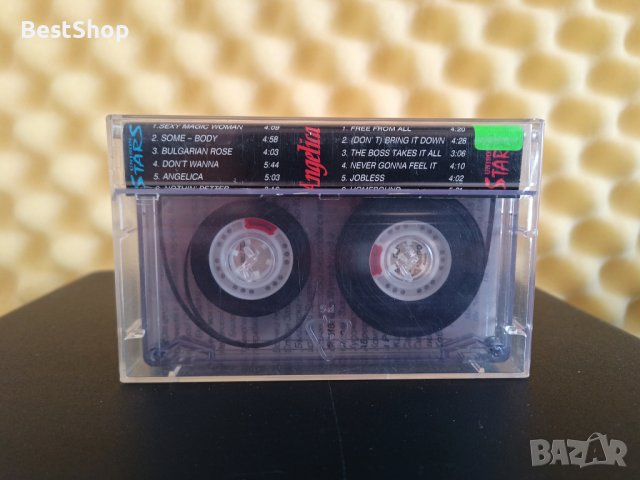 BestShop
1.SEXY MAGIC WOMAN 4:09
2. SOME – BODY 4:58
3. BULGARIAN ROSE 4:03
4. DON'T WANNA 5:44
5. ANGELICA 5:03
Angelica
1. FREE FROM ALL 4:20
2. (DON'T) BRING IT DOWN 4:28
3. THE BOSS TAKES IT ALL 3:06
4. NEVER GONNA FEEL IT 4:10
5. JOBLESS 4:02
6. HOMEBOUND
STARS
STARS
BAZAR